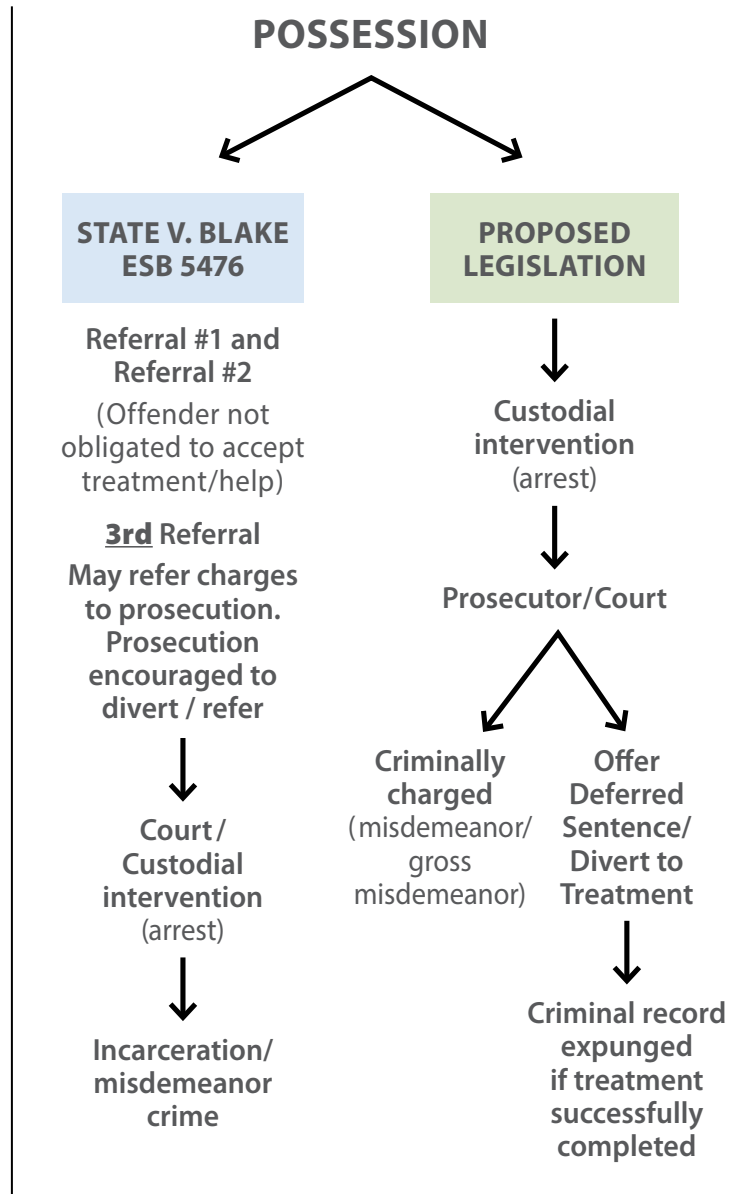 POSSESSION
STATE V. BLAKE
ESB 5476
Referral #1 and
Referral #2
(Offender not
obligated to accept
treatment/help)
3rd Referral
May refer charges
to prosecution.
Prosecution
encouraged to
divert / refer
Court/
Custodial
intervention
(arrest)
Incarceration/
misdemeanor
crime
PROPOSED
LEGISLATION
Custodial
intervention
(arrest)
Prosecutor/Court
Criminally
charged
(misdemeanor/
gross
misdemeanor)
Offer
Deferred
Sentence/
Divert to
Treatment
Criminal record
expunged
if treatment
successfully
completed